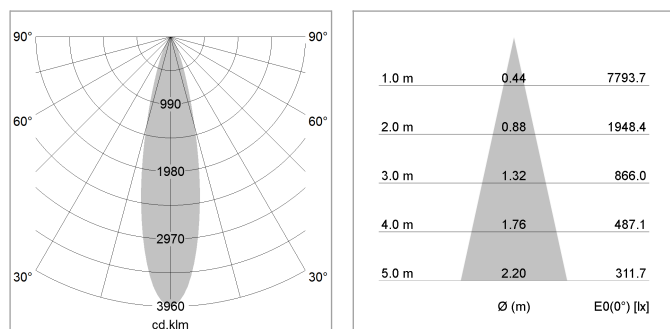 90° 90°
990
60° 60°
1980
2970
30° 30°
3960
cd.klm
1.0 m 0.44 7793.7
2.0 m 0.88 1948.4
3.0 m 1.32 866.0
4.0 m 1.76 487.1
5.0 m 2.20 311.7
Ø (m) E0(0°) [lx]